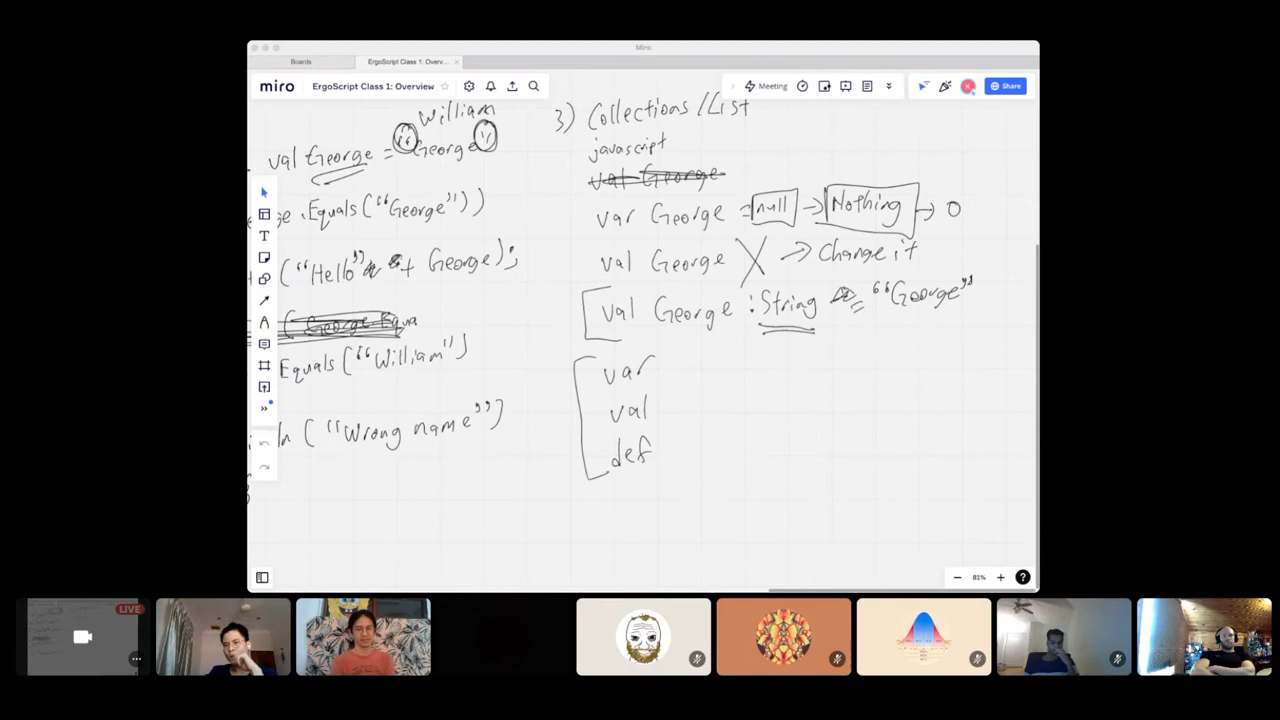 Miro
Boards
ErgoScript Class 1: Overv...
miro
ErgoScript Class 1: Overview
Meeting
Share
William
val George = "George"
.Equals("George"))
("Hello" + George);
Equals("William")
ln ("Wrong name")
3) Collections/List
javascript
val George
var George = null → Nothing → 0
val George X → Change it
val George : String = "George"
var
val
def
81%
LIVE